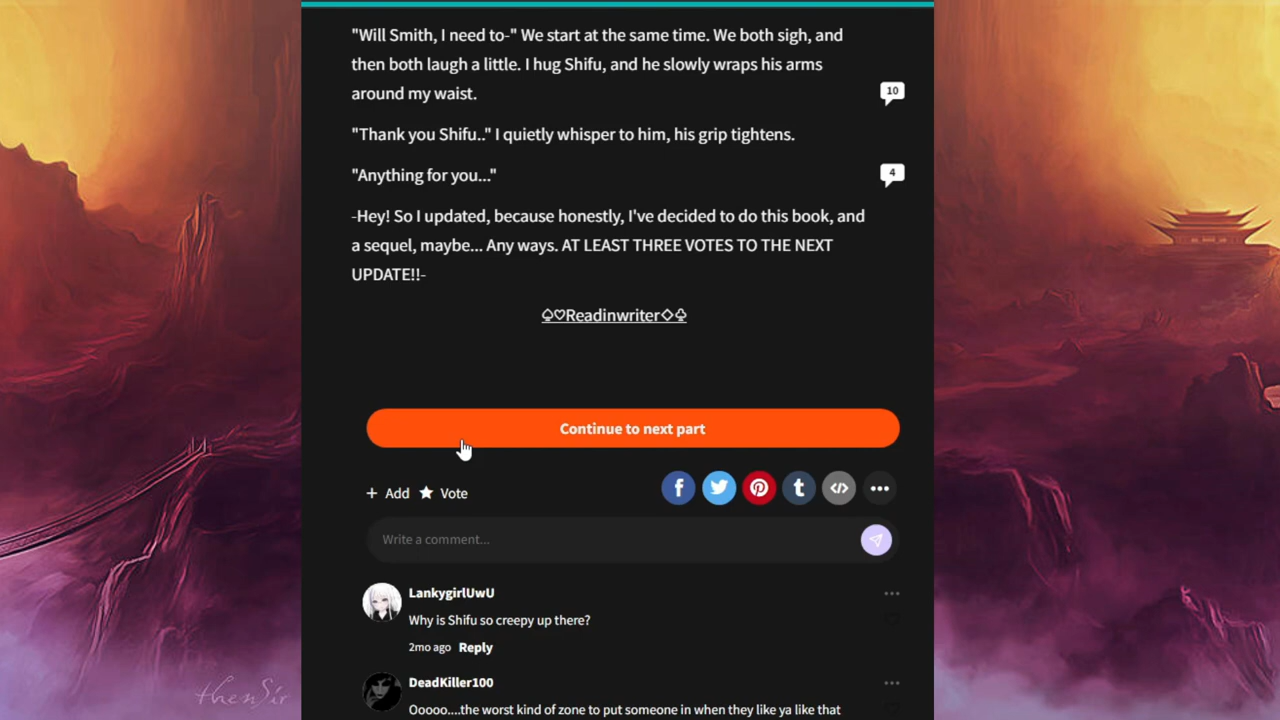 "Will Smith, I need to-" We start at the same time. We both sigh, and
then both laugh a little. I hug Shifu, and he slowly wraps his arms
around my waist.
10
"Thank you Shifu.." I quietly whisper to him, his grip tightens.
"Anything for you..."
4
-Hey! So I updated, because honestly, I've decided to do this book, and
a sequel, maybe... Any ways. AT LEAST THREE VOTES TO THE NEXT
UPDATE!!-
♤♡Readinwriter◇♧
Continue to next part
+ Add ★ Vote
Write a comment...
LankygirlUwU
Why is Shifu so creepy up there?
2mo ago Reply
DeadKiller100
Ooooo....the worst kind of zone to put someone in when they like ya like that
thenSir